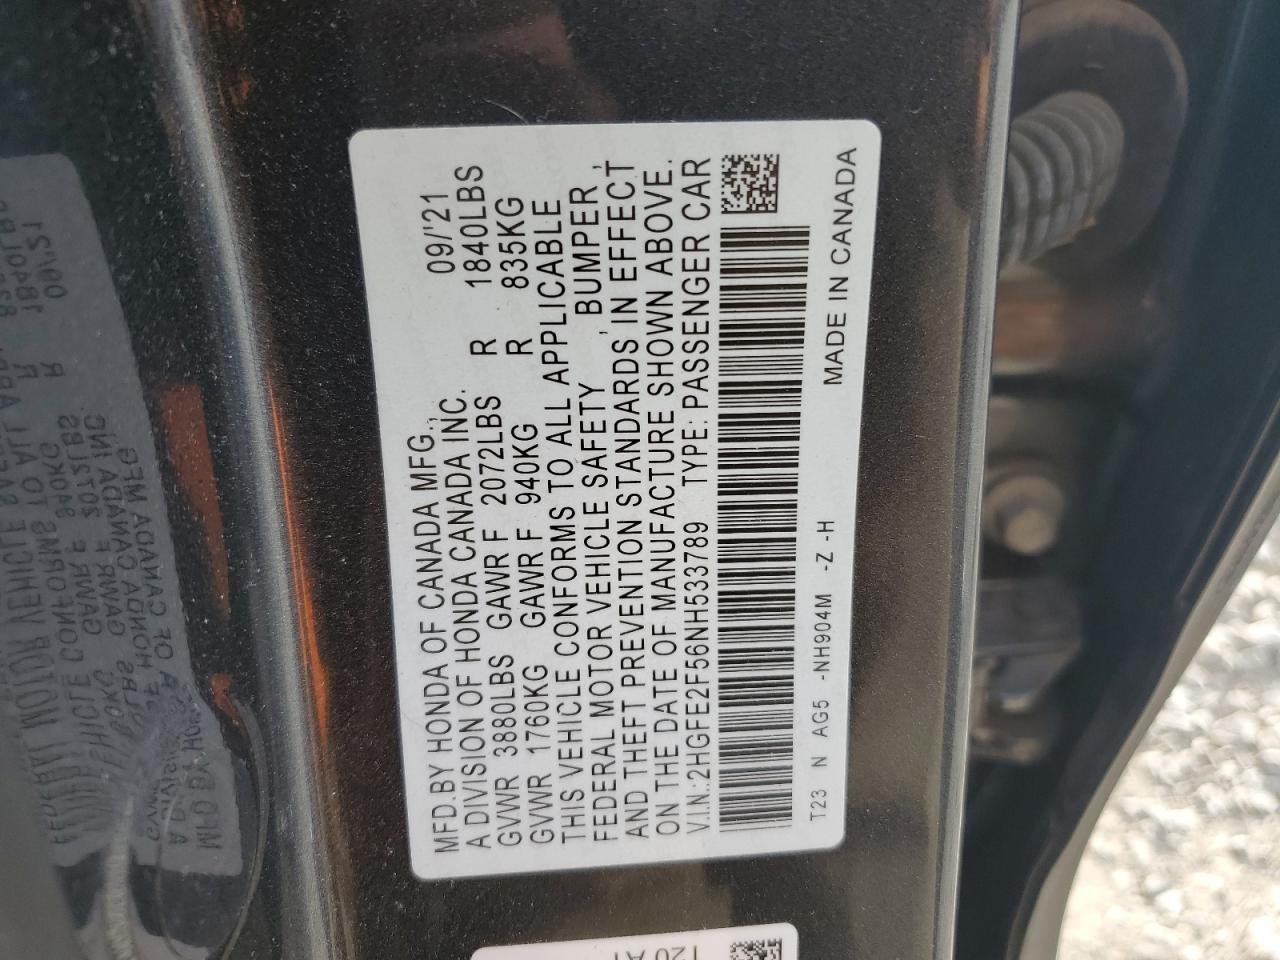 MFD.BY HONDA OF CANADA MFG., 09/'21
A DIVISION OF HONDA CANADA INC.
GVWR 3880LBS GAWR F 2072LBS R 1840LBS
GVWR 1760KG GAWR F 940KG R 835KG
THIS VEHICLE CONFORMS TO ALL APPLICABLE
FEDERAL MOTOR VEHICLE SAFETY , BUMPER ,
AND THEFT PREVENTION STANDARDS IN EFFECT
ON THE DATE OF MANUFACTURE SHOWN ABOVE.
V.I.N.:2HGFE2F56NH533789 TYPE: PASSENGER CAR
T23 N AG5 -NH904M -Z -H MADE IN CANADA